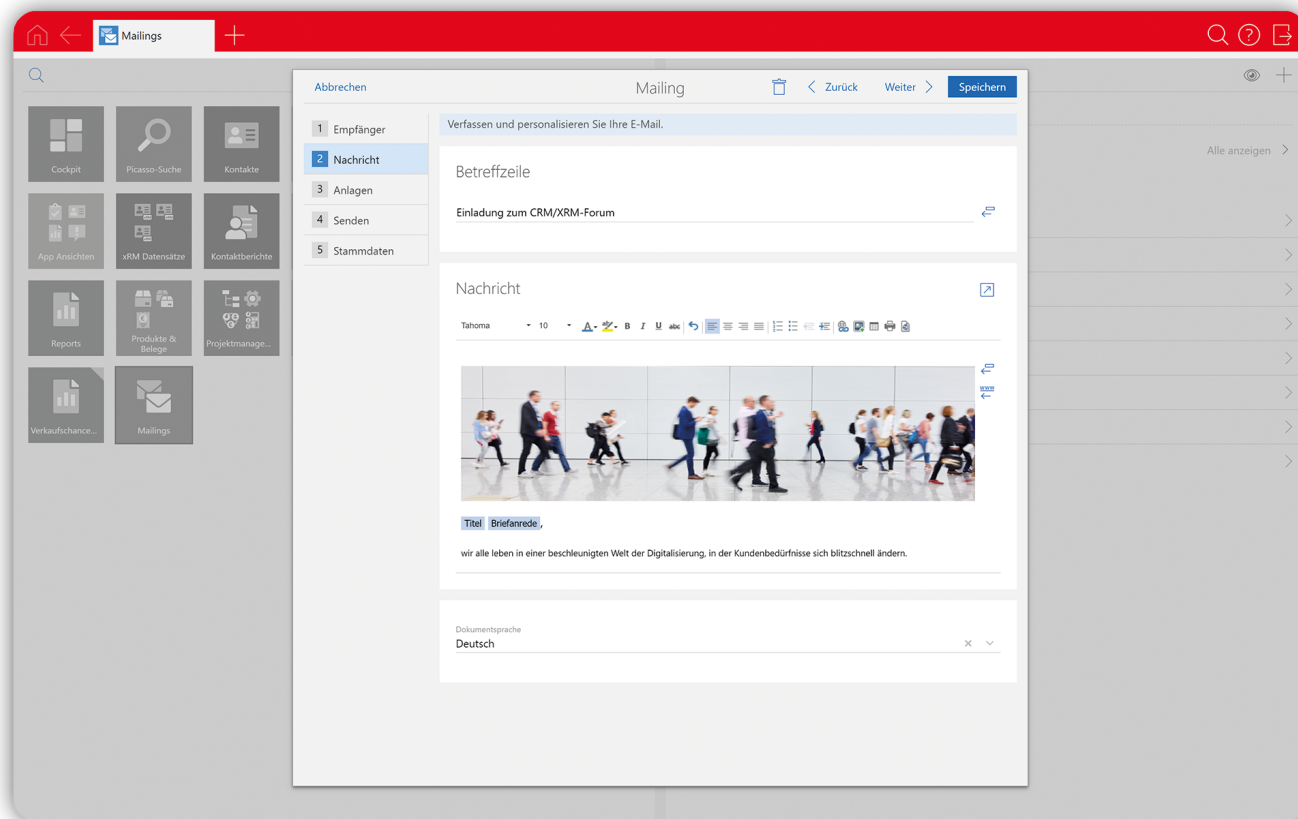 Mailings
Cockpit
Picasso-Suche
Kontakte
App Ansichten
xRM Datensätze
Kontaktberichte
Reports
Produkte &
Belege
Projektmanage...
Verkaufschance...
Mailings
Alle anzeigen
Abbrechen
Mailing
Zurück
Weiter
Speichern
1 Empfänger
2 Nachricht
3 Anlagen
4 Senden
5 Stammdaten
Verfassen und personalisieren Sie Ihre E-Mail.
Betreffzeile
Einladung zum CRM/XRM-Forum
Nachricht
Tahoma 10 A ab B I U abc
www
Titel Briefanrede ,
wir alle leben in einer beschleunigten Welt der Digitalisierung, in der Kundenbedürfnisse sich blitzschnell ändern.
Dokumentsprache
Deutsch